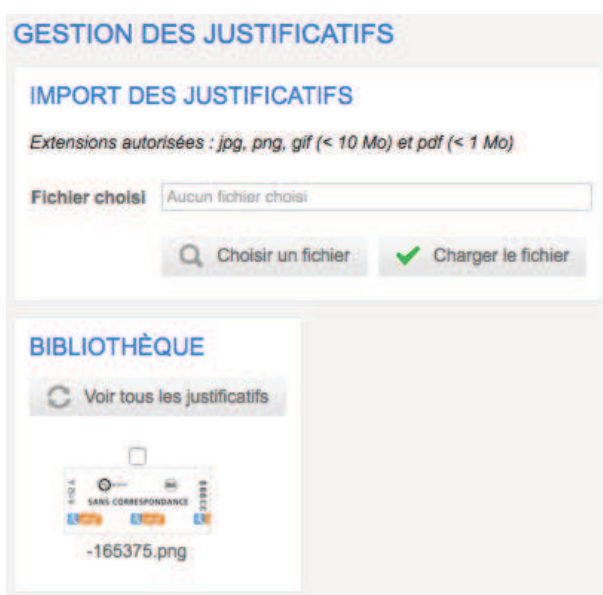 GESTION DES JUSTIFICATIFS
IMPORT DES JUSTIFICATIFS
Extensions autorisées : jpg, png, gif (< 10 Mo) et pdf (< 1 Mo)
Fichier choisi Aucun fichier choisi
Choisir un fichier Charger le fichier
BIBLIOTHÈQUE
Voir tous les justificatifs
SANS CORRESPONDANCE
-165375.png